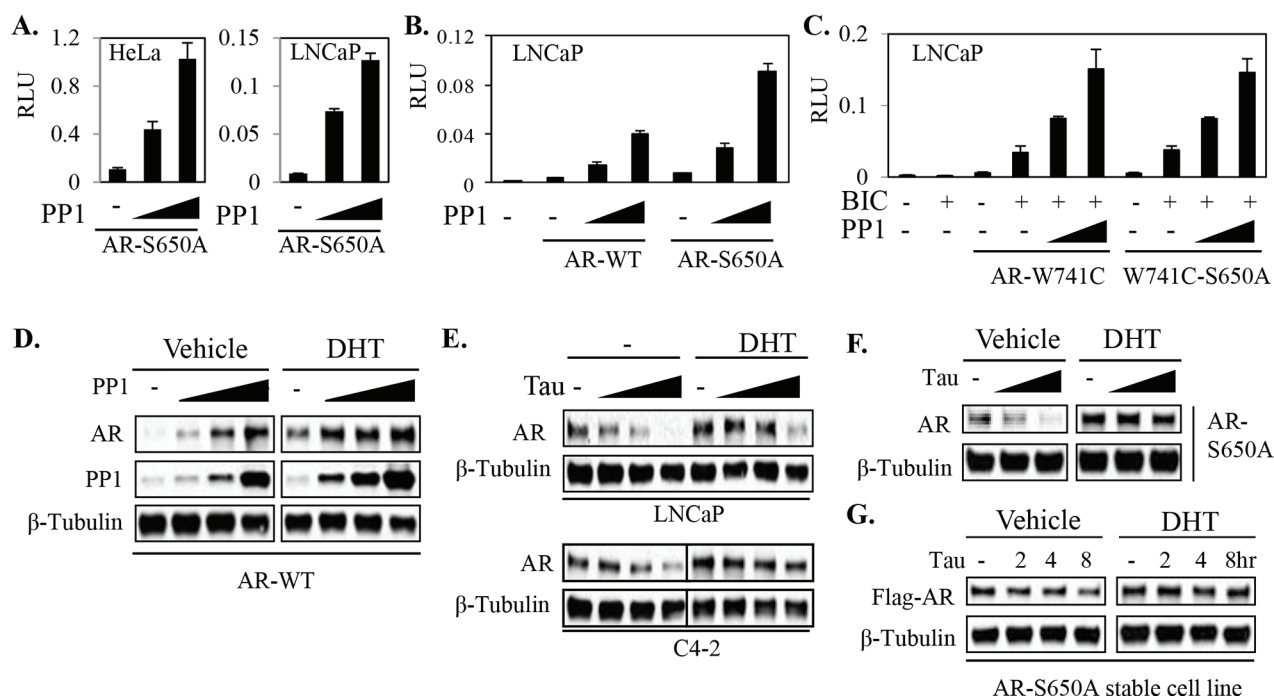 A.
HeLa
LNCaP
RLU
1.2
0.8
0.4
0
0.15
0.1
0.05
0
PP1 - -
AR-S650A AR-S650A
B.
LNCaP
RLU
0.12
0.08
0.04
0
PP1 - - -
AR-WT AR-S650A
C.
LNCaP
RLU
0.2
0.1
0
BIC - + - + + + - + + +
PP1 - - - - - -
AR-W741C W741C-S650A
D.
Vehicle DHT
PP1 - -
AR
PP1
β-Tubulin
AR-WT
E.
- DHT
Tau - -
AR
β-Tubulin
LNCaP
AR
β-Tubulin
C4-2
F.
Vehicle DHT
Tau - -
AR
β-Tubulin
AR-
S650A
G.
Vehicle DHT
Tau - 2 4 8 - 2 4 8hr
Flag-AR
β-Tubulin
AR-S650A stable cell line